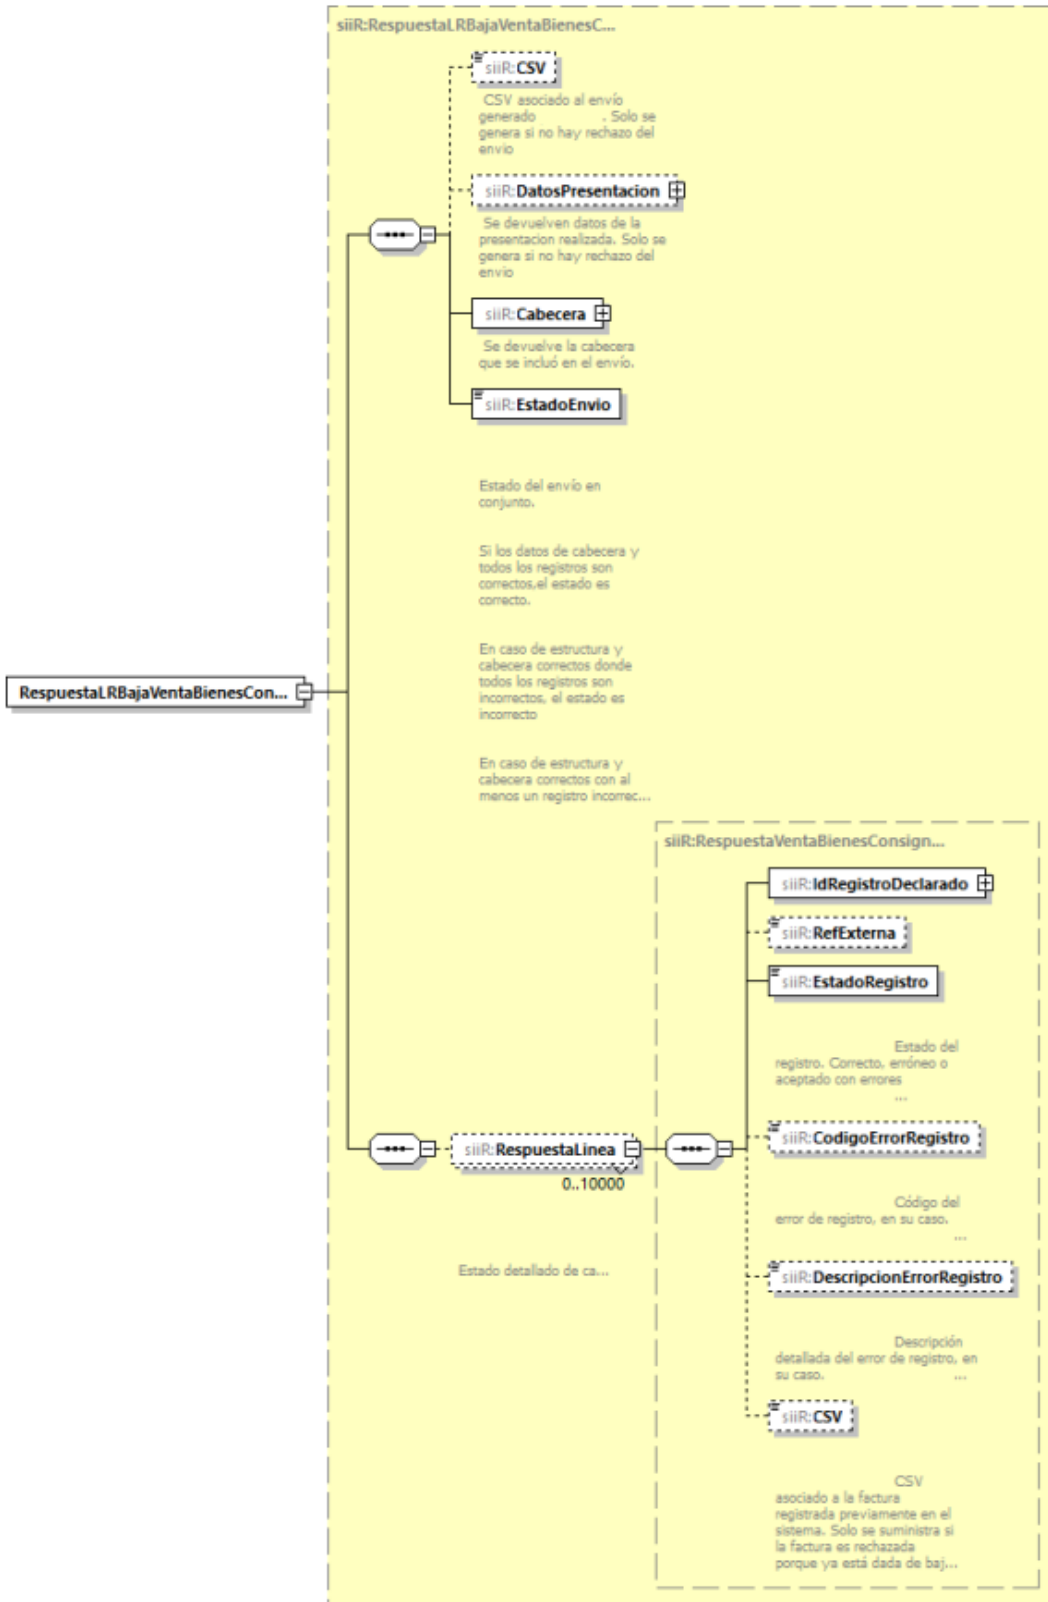 siiR:RespuestaLRBajaVentaBienesC...
siiR:CSV
CSV asociado al envío
generado . Solo se
genera si no hay rechazo del
envio
siiR:DatosPresentacion
Se devuelven datos de la
presentacion realizada. Solo se
genera si no hay rechazo del
envio
siiR:Cabecera
Se devuelve la cabecera
que se incluó en el envío.
siiR:EstadoEnvio
Estado del envío en
conjunto.
Si los datos de cabecera y
todos los registros son
correctos,el estado es
correcto.
En caso de estructura y
cabecera correctos donde
todos los registros son
incorrectos, el estado es
incorrecto
En caso de estructura y
cabecera correctos con al
menos un registro incorrec...
RespuestaLRBajaVentaBienesCon...
siiR:RespuestaLinea
0..10000
Estado detallado de ca...
siiR:RespuestaVentaBienesConsign...
siiR:IdRegistroDeclarado
siiR:RefExterna
siiR:EstadoRegistro
Estado del
registro. Correcto, erróneo o
aceptado con errores
...
siiR:CodigoErrorRegistro
Código del
error de registro, en su caso.
...
siiR:DescripcionErrorRegistro
Descripción
detallada del error de registro, en
su caso. ...
siiR:CSV
CSV
asociado a la factura
registrada previamente en el
sistema. Solo se suministra si
la factura es rechazada
porque ya está dada de baj...